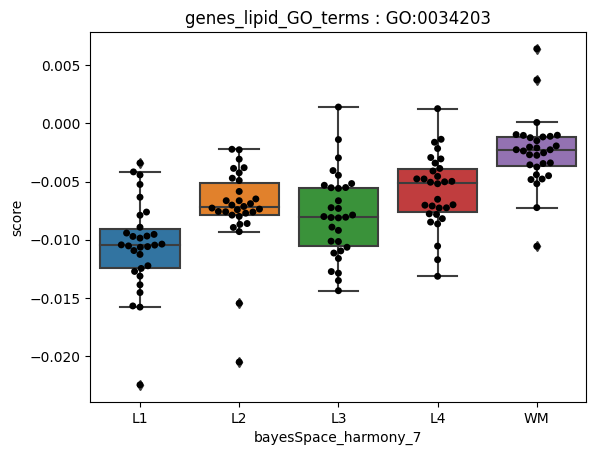 genes_lipid_GO_terms : GO:0034203
0.005
0.000
−0.005
−0.010
−0.015
−0.020
score
L1 L2 L3 L4 WM
bayesSpace_harmony_7